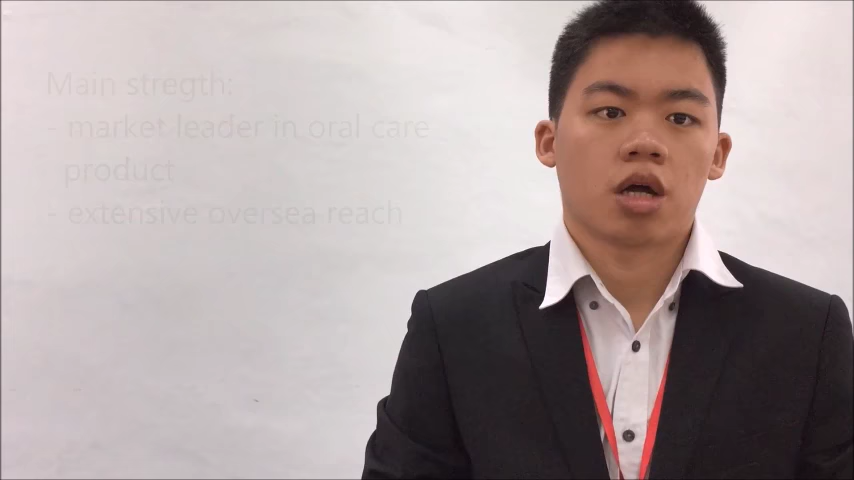 Main stregth:
- market leader in oral care
product
- extensive oversea reach